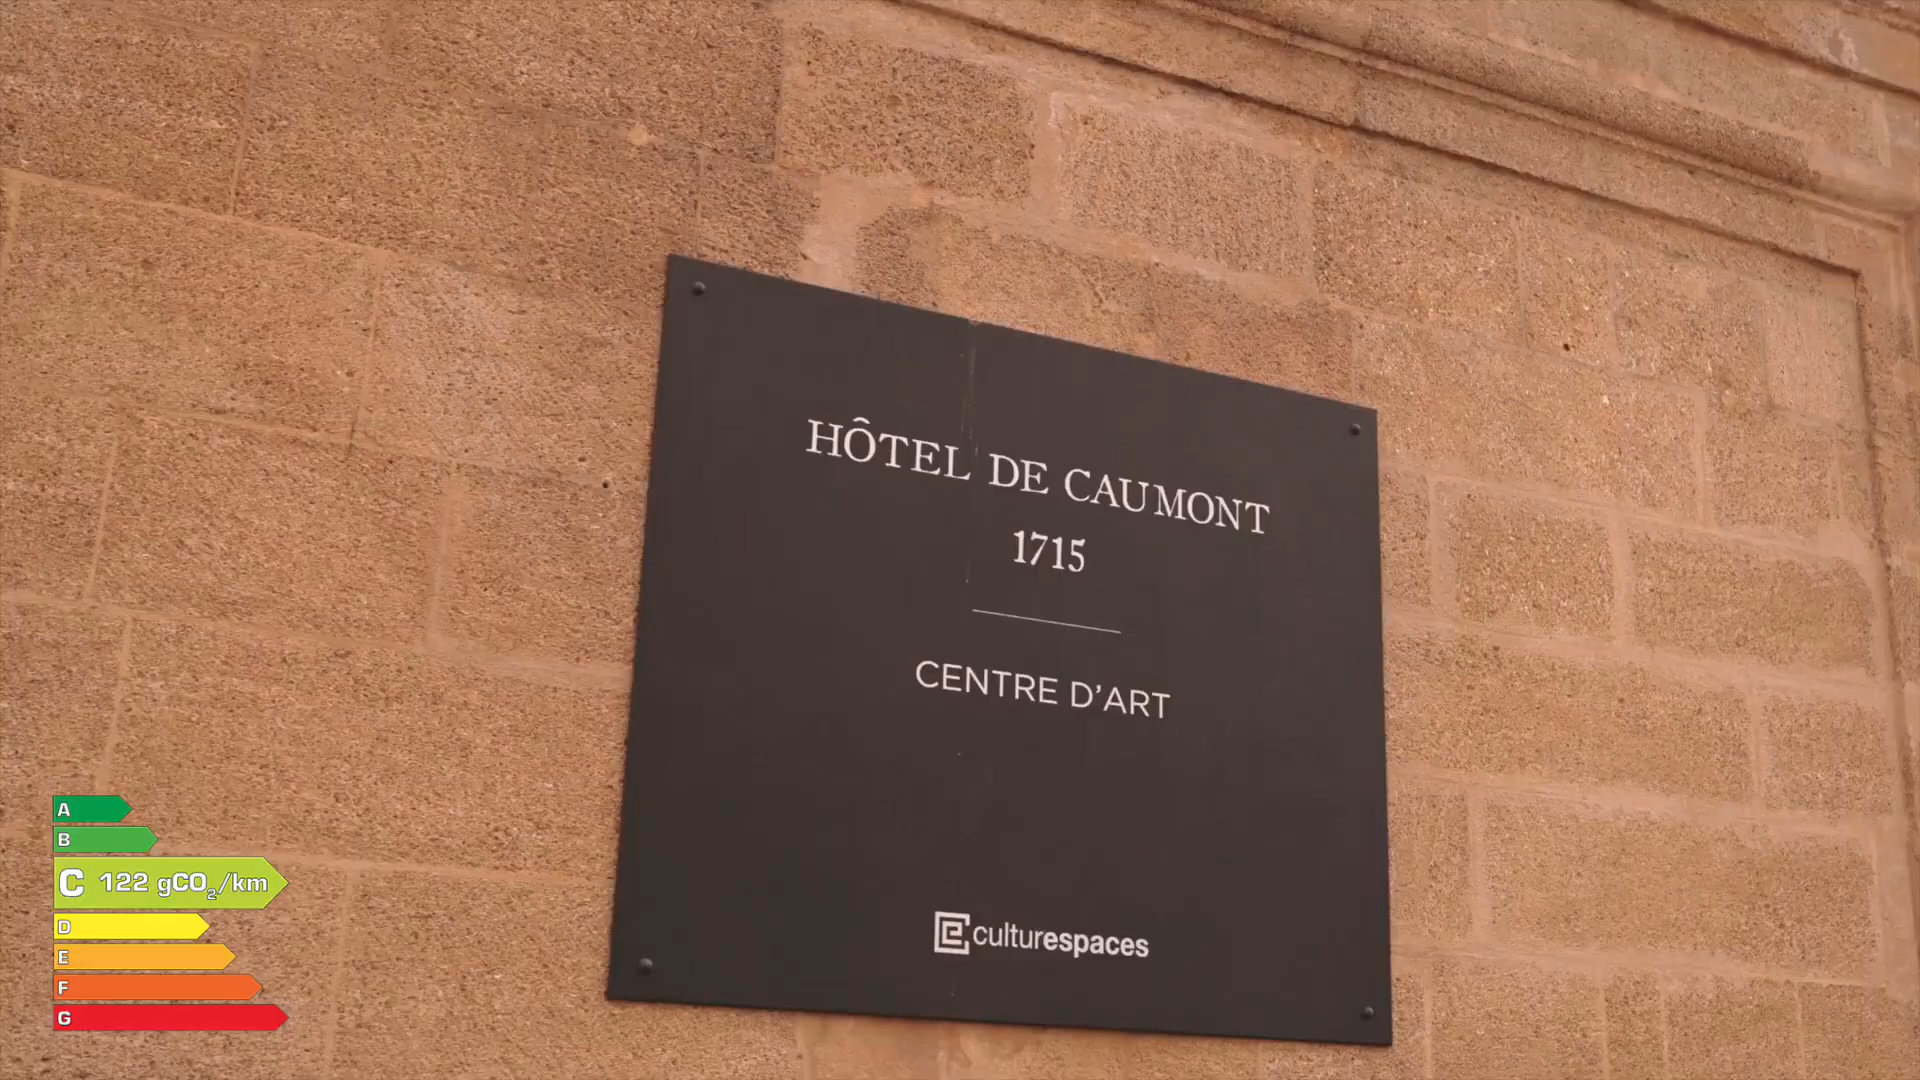 HÔTEL DE CAUMONT
1715
CENTRE D'ART
culturespaces
A
B
C 122 gCO₂/km
D
E
F
G